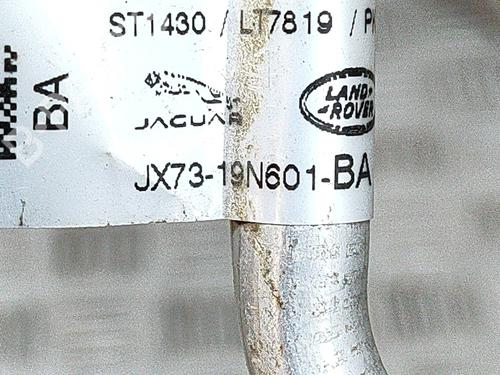 ST1430 / LT7819 / P
BA
JAGUAR
LAND-
ROVER
JX73-19N601-BA